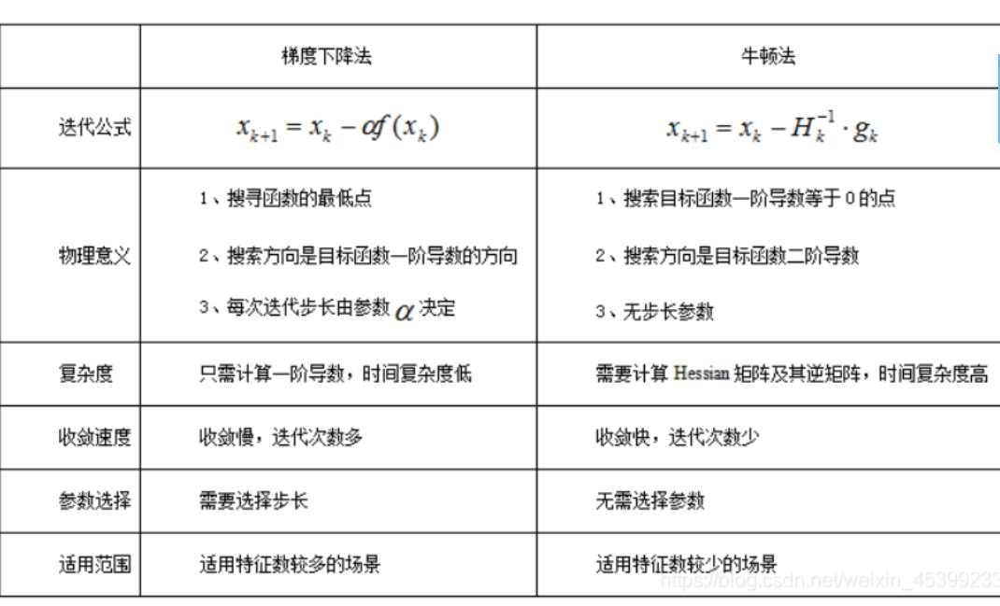 梯度下降法 牛顿法
迭代公式 x_{k+1} = x_k − αf(x_k) x_{k+1} = x_k − H_k^{−1} · g_k
1、搜寻函数的最低点 1、搜索目标函数一阶导数等于0的点
物理意义 2、搜索方向是目标函数一阶导数的方向 2、搜索方向是目标函数二阶导数
3、每次迭代步长由参数 α 决定 3、无步长参数
复杂度 只需计算一阶导数，时间复杂度低 需要计算 Hessian 矩阵及其逆矩阵，时间复杂度高
收敛速度 收敛慢，迭代次数多 收敛快，迭代次数少
参数选择 需要选择步长 无需选择参数
适用范围 适用特征数较多的场景 适用特征数较少的场景
https://blog.csdn.net/weixin_45399233